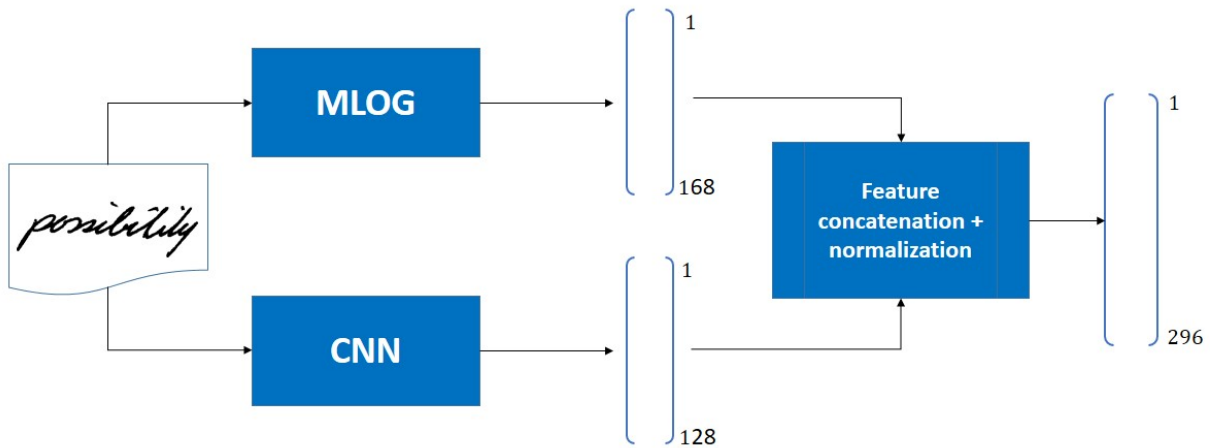 possibility
MLOG
1
168
CNN
1
128
Feature
concatenation +
normalization
1
296